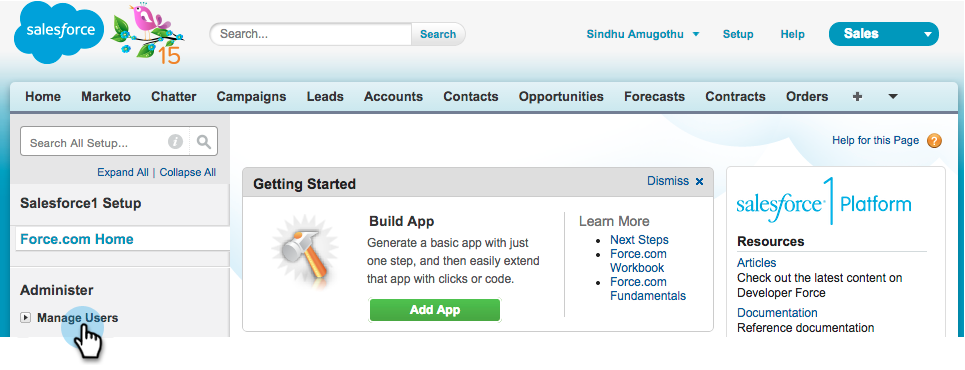 salesforce
15
Search...
Search
Sindhu Amugothu
Setup
Help
Sales
Home Marketo Chatter Campaigns Leads Accounts Contacts Opportunities Forecasts Contracts Orders +
Search All Setup...
i
Expand All | Collapse All
Salesforce1 Setup
Force.com Home
Administer
Manage Users
Help for this Page ?
Getting Started
Dismiss x
Build App
Generate a basic app with just
one step, and then easily extend
that app with clicks or code.
Add App
Learn More
• Next Steps
• Force.com
Workbook
• Force.com
Fundamentals
salesforce1 Platform
Resources
Articles
Check out the latest content on
Developer Force
Documentation
Reference documentation